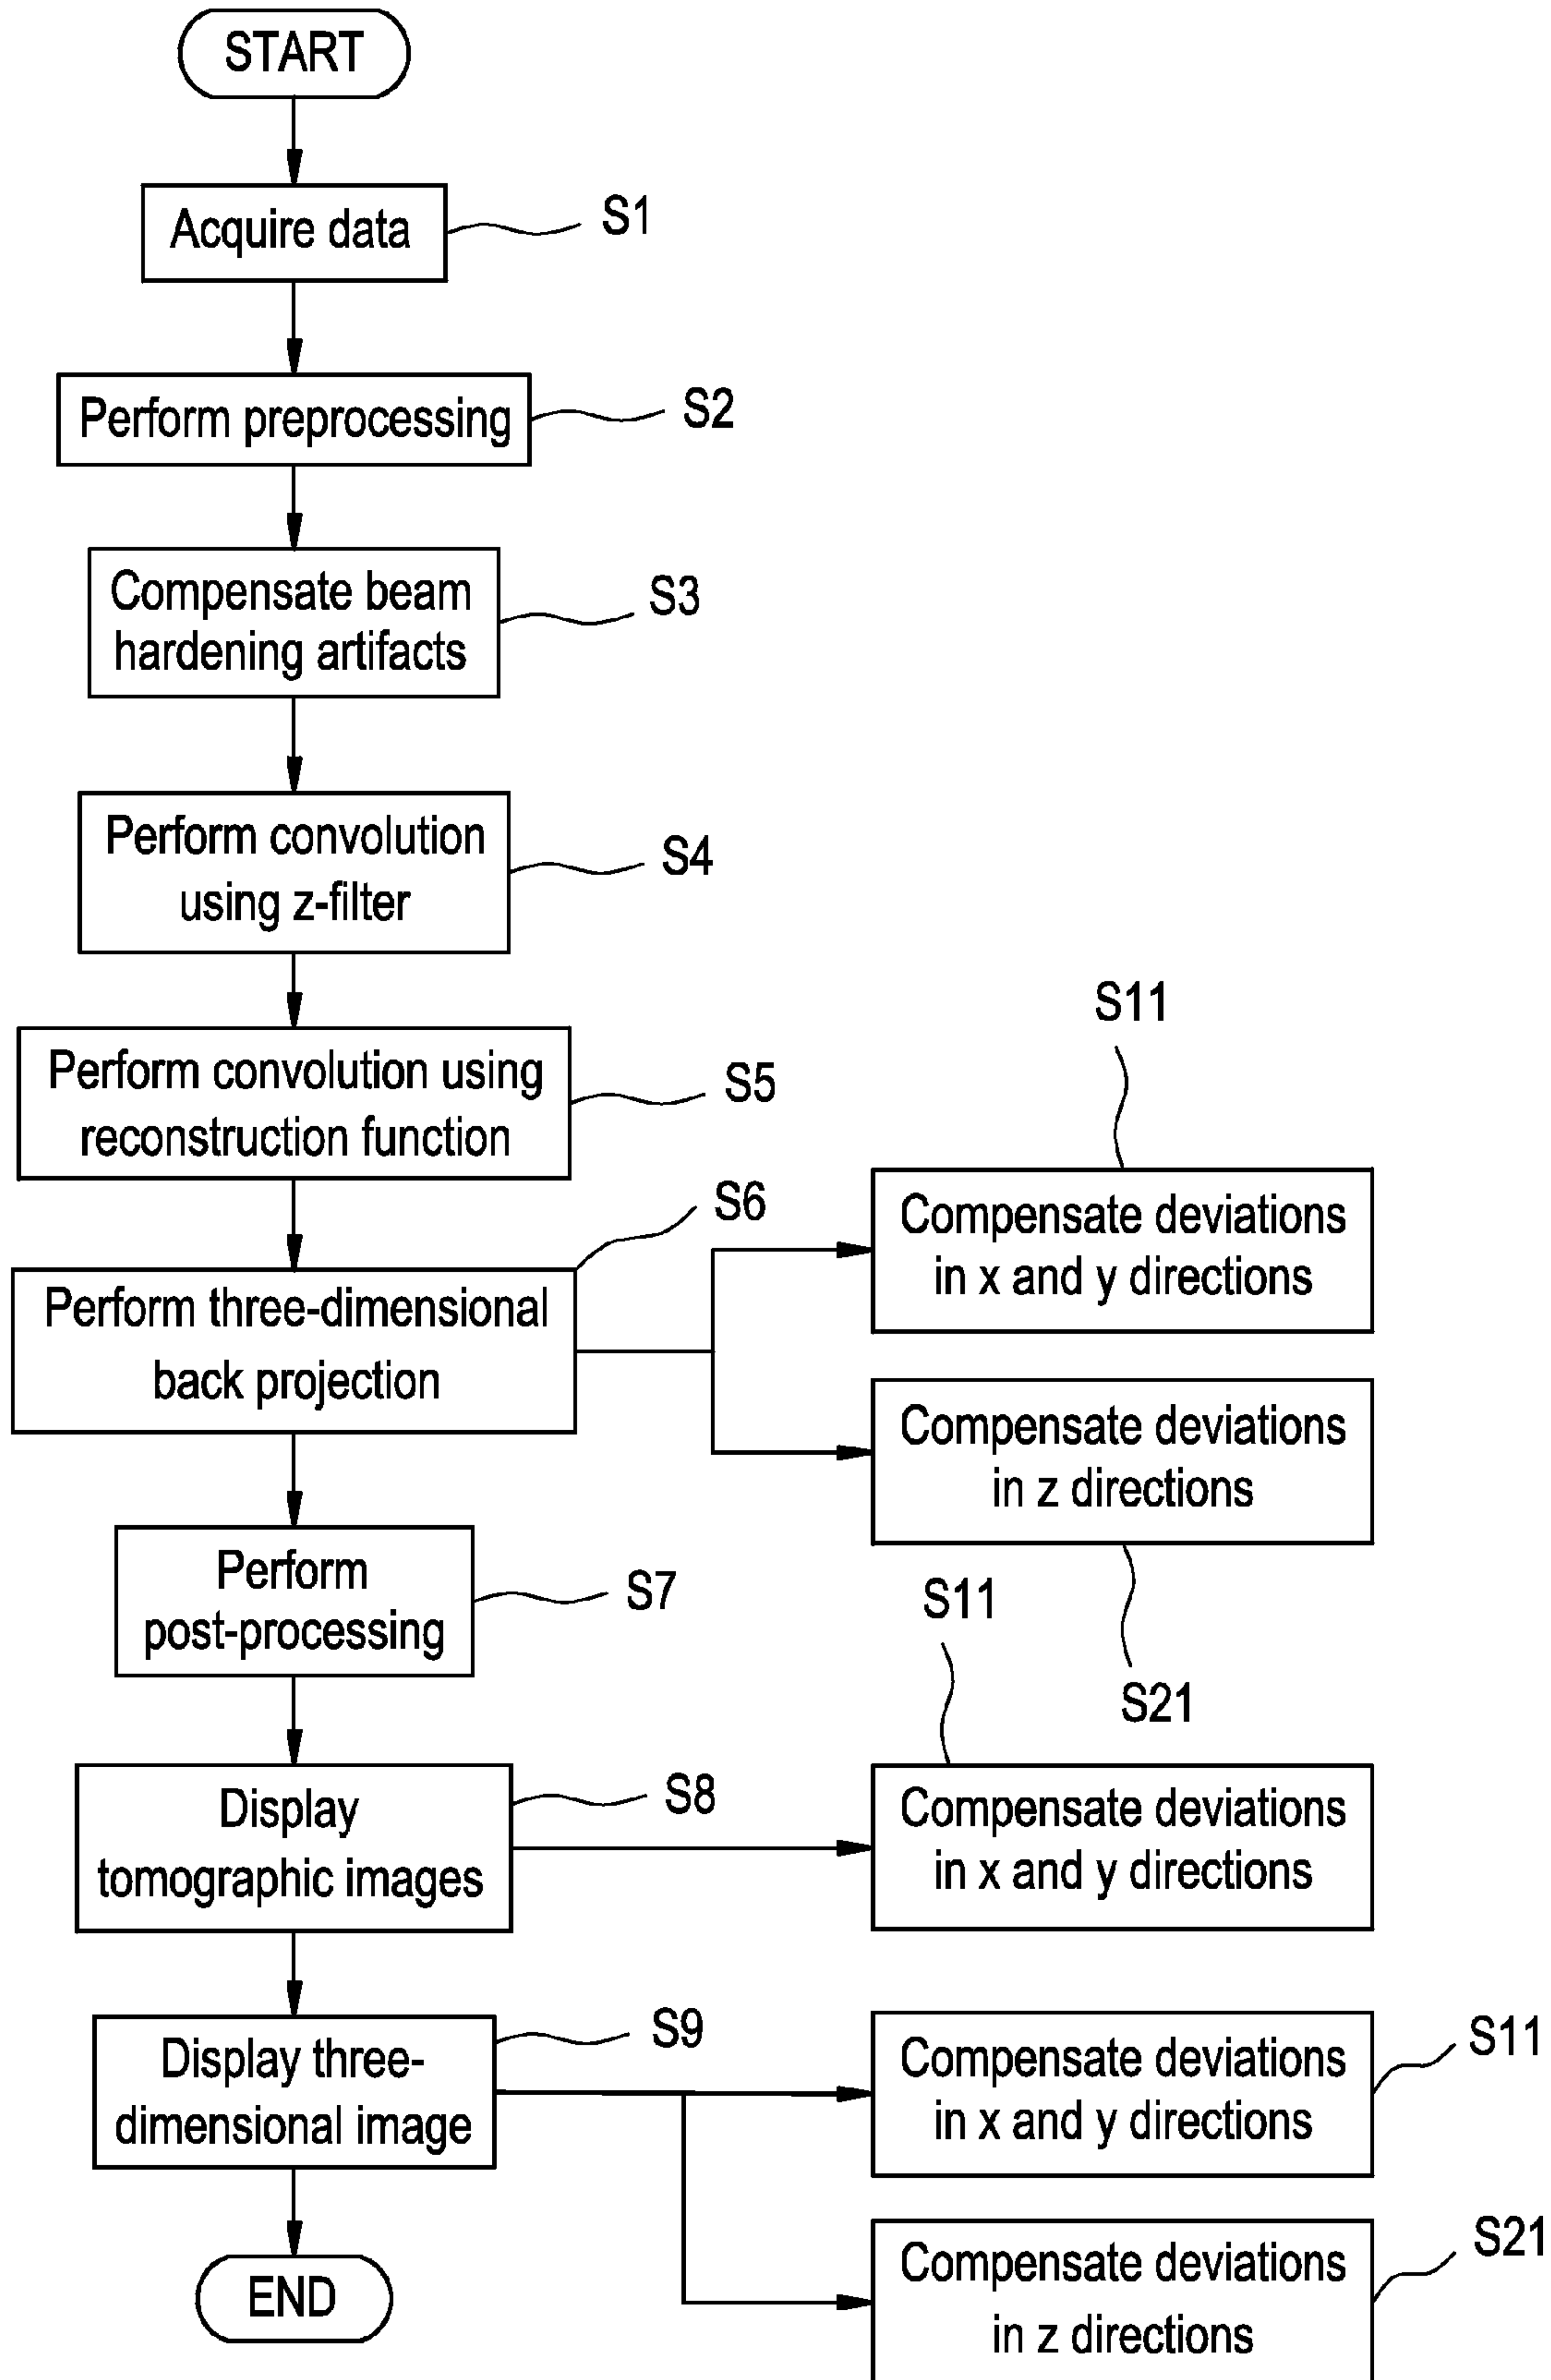 START
Acquire data
S1
Perform preprocessing
S2
Compensate beam
hardening artifacts
S3
Perform convolution
using z-filter
S4
Perform convolution using
reconstruction function
S5
Perform three-dimensional
back projection
S6
S11
Compensate deviations
in x and y directions
Compensate deviations
in z directions
S21
Perform
post-processing
S7
Display
tomographic images
S8
S11
Compensate deviations
in x and y directions
Display three-
dimensional image
S9
Compensate deviations
in x and y directions
S11
Compensate deviations
in z directions
S21
END